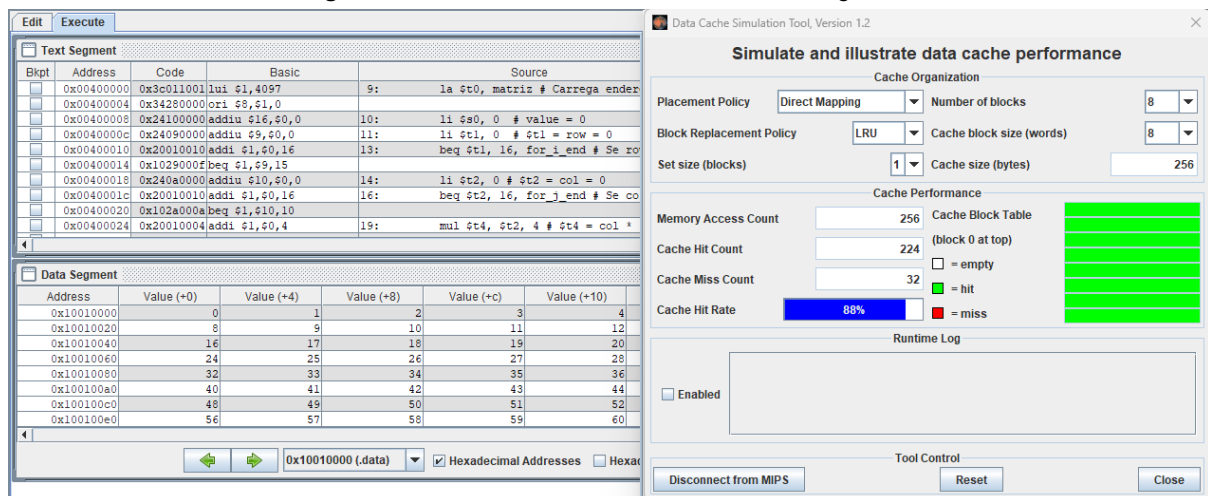 Edit Execute
Text Segment
Bkpt Address Code Basic Source
0x00400000 0x3c011001 lui $1,4097 9: la $t0, matriz # Carrega
0x00400004 0x34280000 ori $8,$1,0
0x00400008 0x24100000 addiu $16,$0,0 10: li $s0, 0 # value = 0
0x0040000c 0x24090000 addiu $9,$0,0 11: li $t1, 0 # $t1 = row = 0
0x00400010 0x20010010 addi $1,$0,16 13: beq $t1, 16, for_i_end # Se
0x00400014 0x1029000f beq $1,$9,15
0x00400018 0x240a0000 addiu $10,$0,0 14: li $t2, 0 # $t2 = col = 0
0x0040001c 0x20010010 addi $1,$0,16 16: beq $t2, 16, for_j_end # Se
0x00400020 0x102a000a beq $1,$10,10
0x00400024 0x20010004 addi $1,$0,4 19: mul $t4, $t2, 4 # $t4 = col *
Data Segment
Address Value (+0) Value (+4) Value (+8) Value (+c) Value (+10)
0x10010000 0 1 2 3 4
0x10010020 8 9 10 11 12
0x10010040 16 17 18 19 20
0x10010060 24 25 26 27 28
0x10010080 32 33 34 35 36
0x100100a0 40 41 42 43 44
0x100100c0 48 49 50 51 52
0x100100e0 56 57 58 59 60
0x10010000 (.data) Hexadecimal Addresses
Data Cache Simulation Tool, Version 1.2
Simulate and illustrate data cache performance
Cache Organization
Placement Policy Direct Mapping Number of blocks 8
Block Replacement Policy LRU Cache block size (words) 8
Set size (blocks) 1 Cache size (bytes) 256
Cache Performance
Memory Access Count 256 Cache Block Table
(block 0 at top)
Cache Hit Count 224
= empty
Cache Miss Count 32
= hit
Cache Hit Rate 88%
= miss
Runtime Log
Enabled
Tool Control
Disconnect from MIPS Reset Close